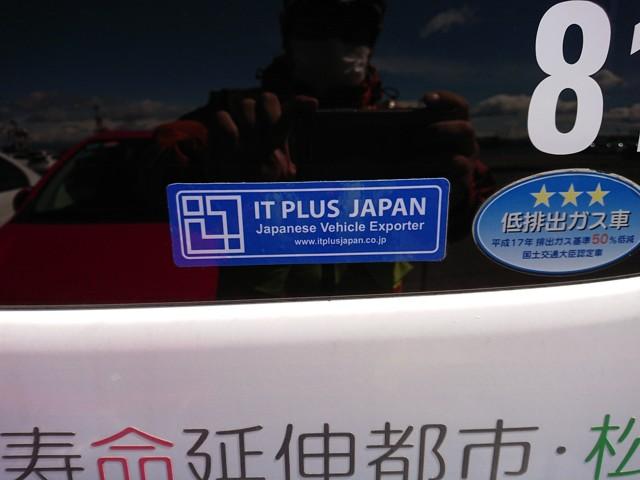 8
IT PLUS JAPAN
Japanese Vehicle Exporter
www.itplusjapan.co.jp
低排出ガス車
平成17年 排出ガス基準50%低減
国土交通大臣認定車
寿命延伸都市・松